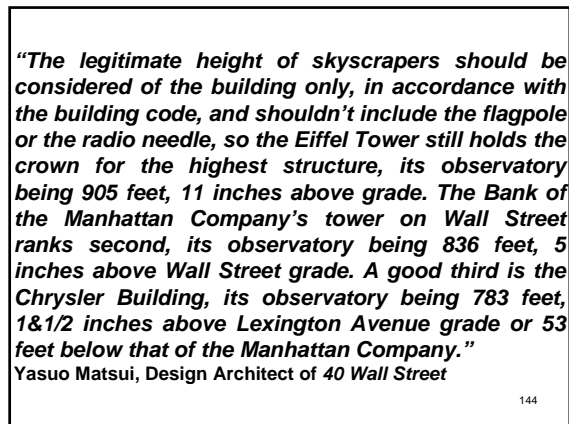 “The legitimate height of skyscrapers should be
considered of the building only, in accordance with
the building code, and shouldn’t include the flagpole
or the radio needle, so the Eiffel Tower still holds the
crown for the highest structure, its observatory
being 905 feet, 11 inches above grade. The Bank of
the Manhattan Company’s tower on Wall Street
ranks second, its observatory being 836 feet, 5
inches above Wall Street grade. A good third is the
Chrysler Building, its observatory being 783 feet,
1&1/2 inches above Lexington Avenue grade or 53
feet below that of the Manhattan Company.”
Yasuo Matsui, Design Architect of 40 Wall Street
144